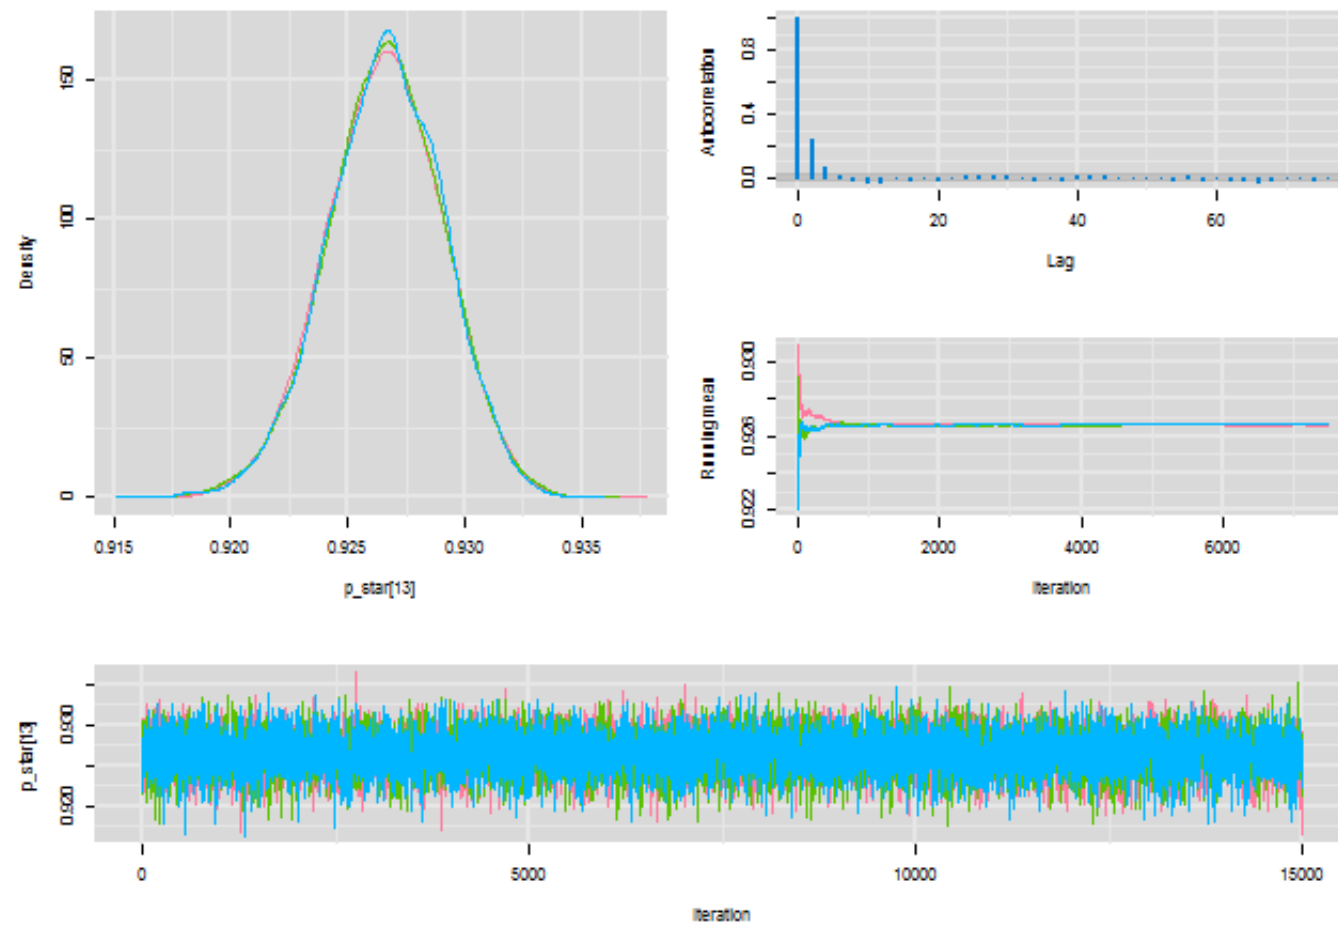 Density
150
100
50
0
0.915 0.920 0.925 0.930 0.935
p_star[13]
Autocorrelation
0.8
0.4
0.0
0 20 40 60
Lag
Running mean
0.930
0.926
0.922
0 2000 4000 6000
Iteration
p_star[13]
0.930
0.920
0 5000 10000 15000
Iteration